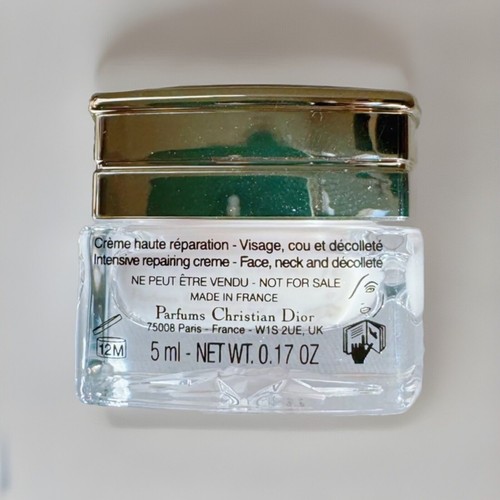 Crème haute réparation - Visage, cou et décolleté
Intensive repairing creme - Face, neck and décolleté
NE PEUT ÊTRE VENDU - NOT FOR SALE
MADE IN FRANCE
Parfums Christian Dior
75008 Paris - France - W1S 2UE, UK
12M
5 ml - NET WT. 0.17 OZ